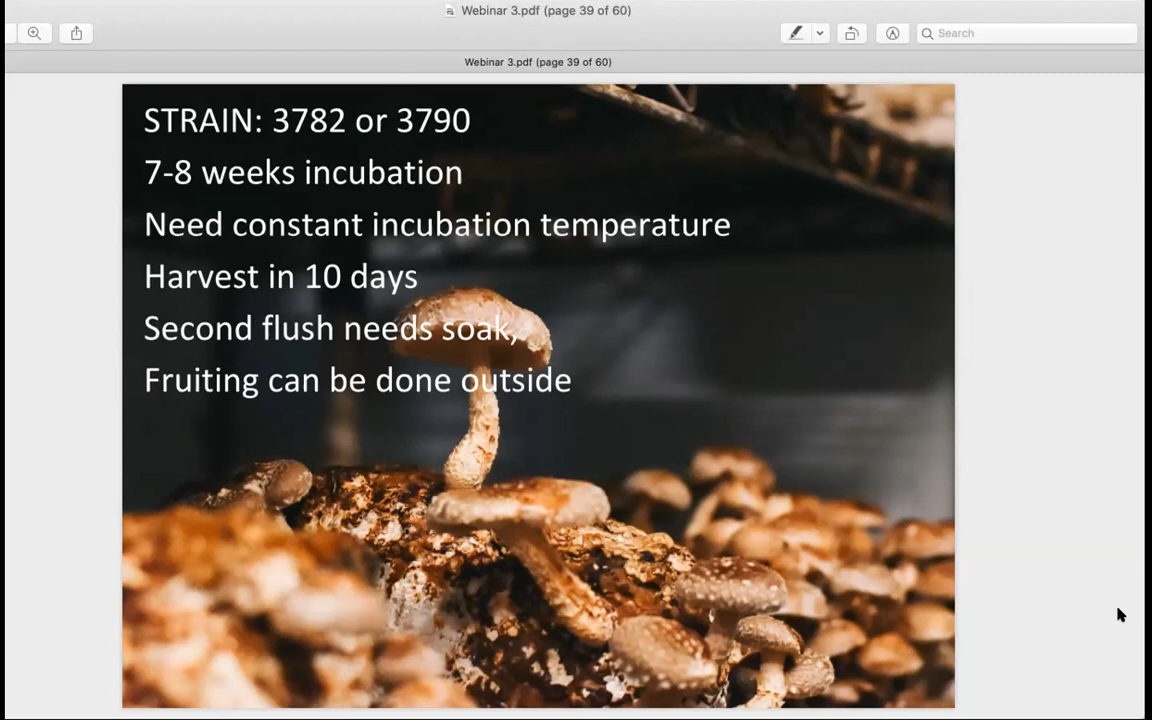 Webinar 3.pdf (page 39 of 60)
Search
Webinar 3.pdf (page 39 of 60)
STRAIN: 3782 or 3790
7-8 weeks incubation
Need constant incubation temperature
Harvest in 10 days
Second flush needs soak,
Fruiting can be done outside